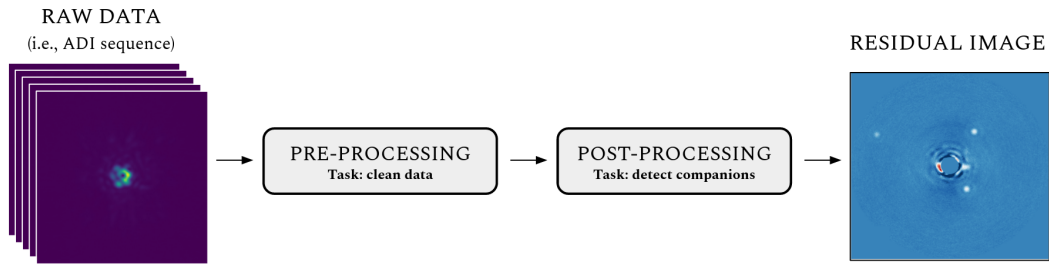 RAW DATA
(i.e., ADI sequence)
PRE-PROCESSING
Task: clean data
POST-PROCESSING
Task: detect companions
RESIDUAL IMAGE